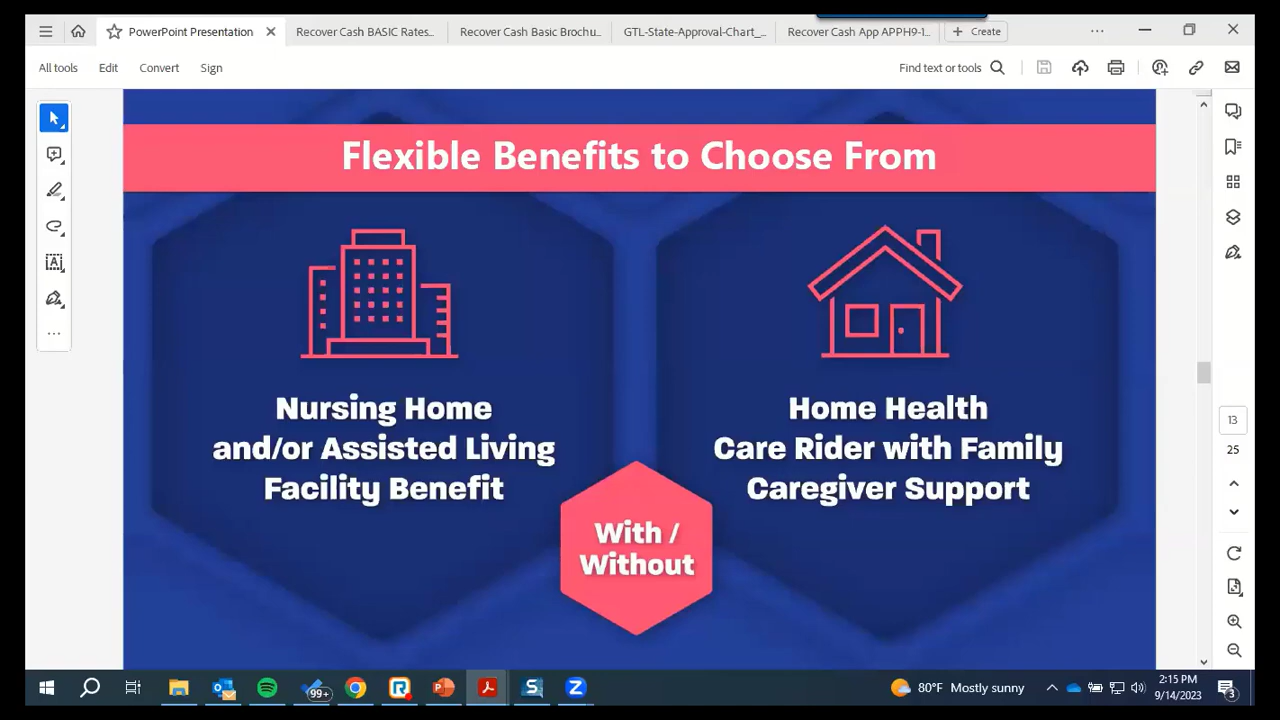 PowerPoint Presentation
Recover Cash BASIC Rates...
Recover Cash Basic Brochu...
GTL-State-Approval-Chart_...
Recover Cash App APPH9-1...
+ Create
All tools
Edit
Convert
Sign
Find text or tools
Flexible Benefits to Choose From
Nursing Home
and/or Assisted Living
Facility Benefit
Home Health
Care Rider with Family
Caregiver Support
With /
Without
13
25
99+
80°F Mostly sunny
2:15 PM
9/14/2023
3